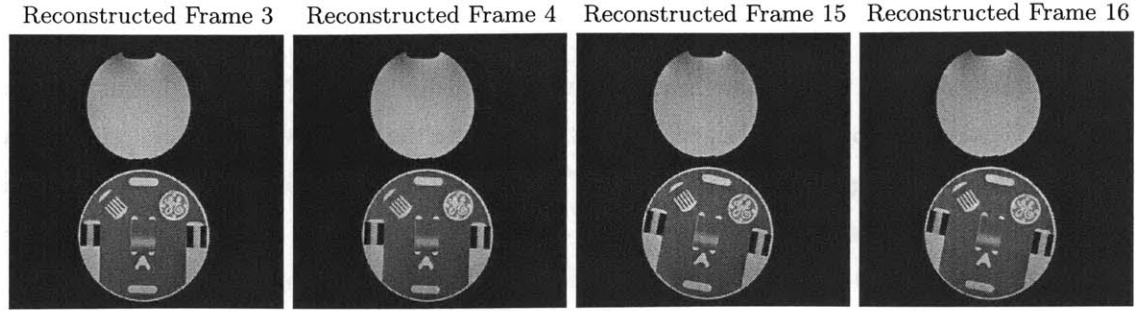 Reconstructed Frame 3
Reconstructed Frame 4
Reconstructed Frame 15
Reconstructed Frame 16